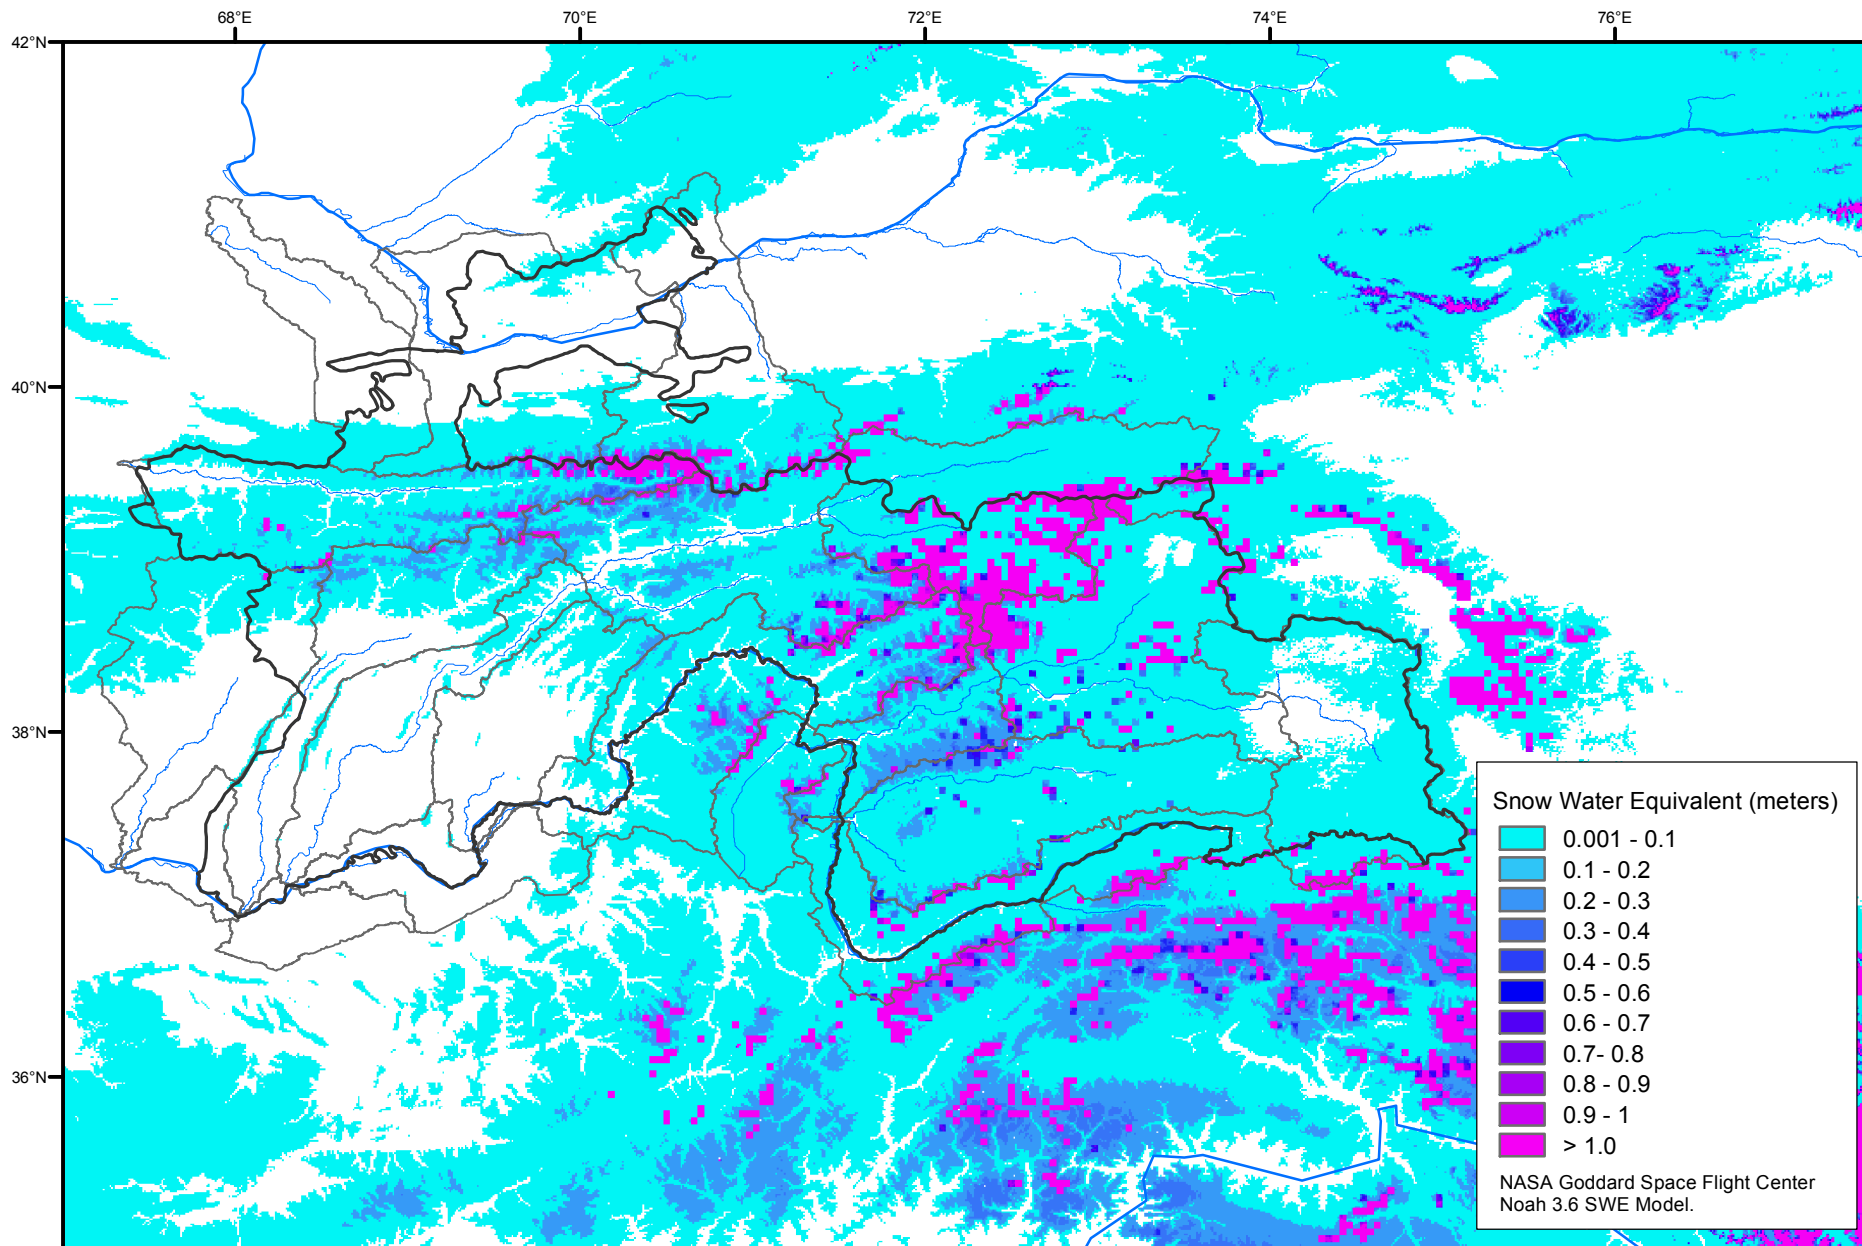 68°E
70°E
72°E
74°E
76°E
42°N
40°N
38°N
36°N
Snow Water Equivalent (meters)
0.001 - 0.1
0.1 - 0.2
0.2 - 0.3
0.3 - 0.4
0.4 - 0.5
0.5 - 0.6
0.6 - 0.7
0.7- 0.8
0.8 - 0.9
0.9 - 1
> 1.0
NASA Goddard Space Flight Center
Noah 3.6 SWE Model.